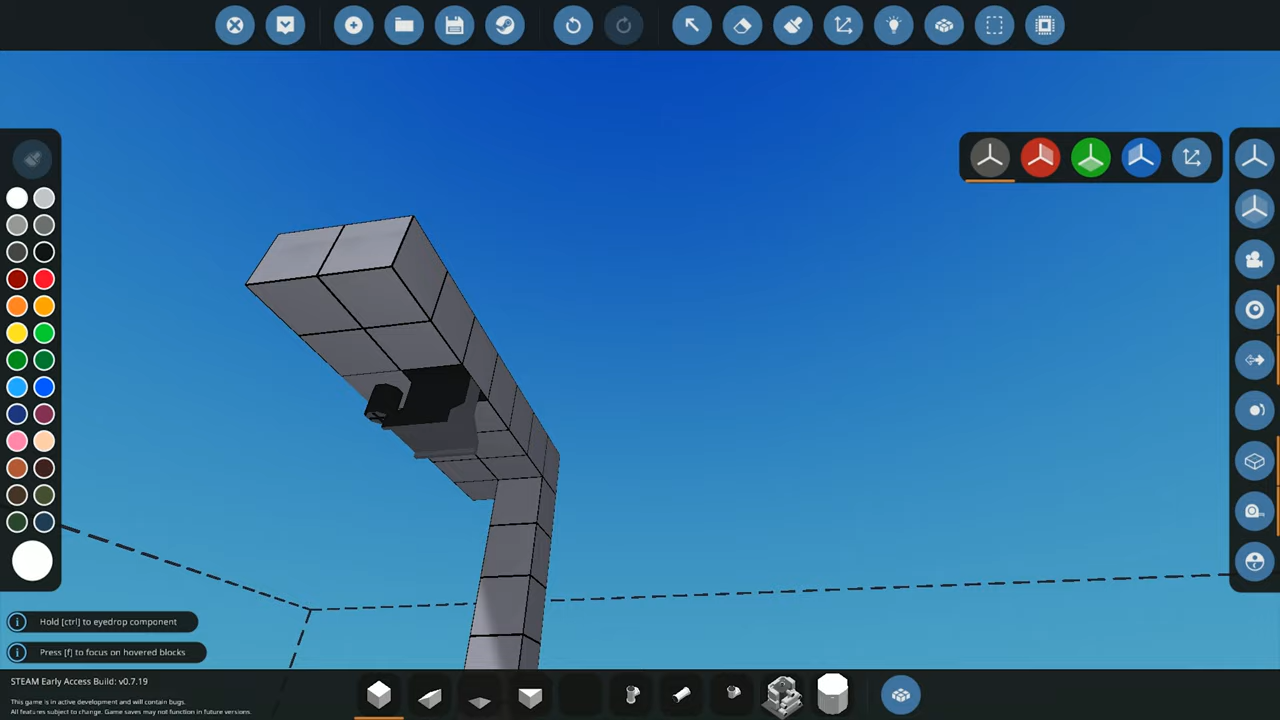 Hold [ctrl] to eyedrop component
Press [f] to focus on hovered blocks
STEAM Early Access Build: v0.7.19
This game is in active development and will contain bugs.
All features subject to change. Game saves may not function in future versions.